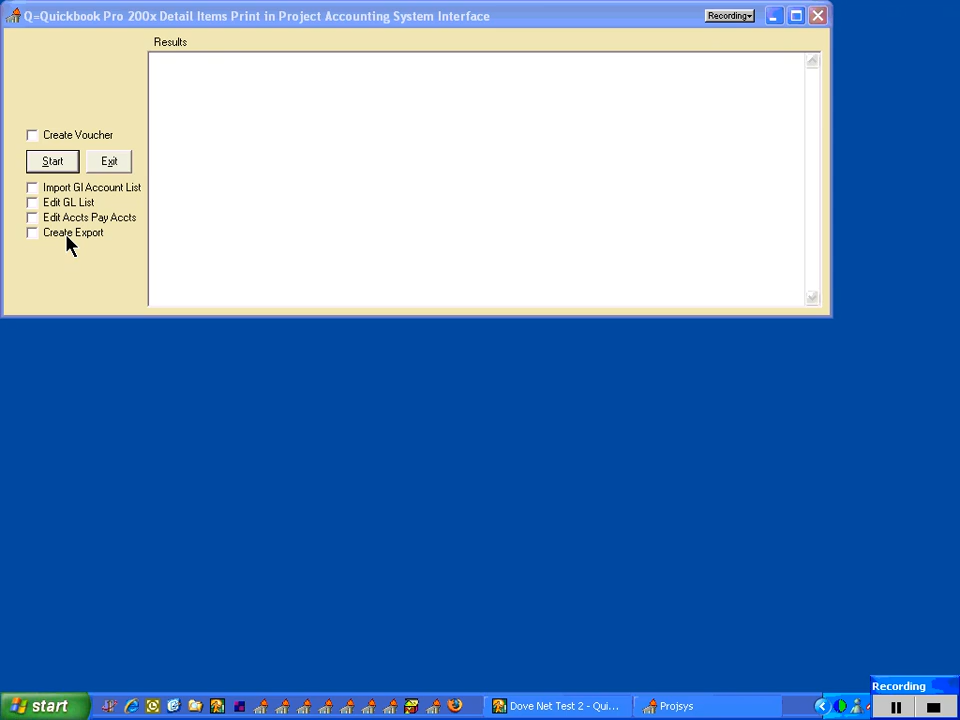 Q=Quickbook Pro 200x Detail Items Print in Project Accounting System Interface
Recording
Results
Create Voucher
Start
Exit
Import Gl Account List
Edit GL List
Edit Accts Pay Accts
Create Export
Recording
start
Dove Net Test 2 - Qui...
Projsys